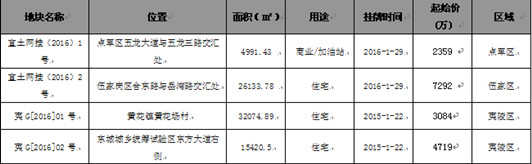 地块名称 位置 面积（㎡） 用途 挂牌时间 起始价（万） 区域
宜土网挂（2016）1号 点军区五龙大道与五龙三路交汇处 4991.43 商业/加油站 2016-1-29 2359 点军区
宜土网挂（2016）2号 伍家岗区合东路与岳湾路交汇处 26133.78 住宅 2016-1-29 7292 伍家区
夷G[2016]01号 黄花镇黄花场村 32074.89 住宅 2015-1-22 3084 夷陵区
夷G[2016]02号 东城城乡统筹试验区东方大道右侧 15420.5 住宅 2015-1-22 4719 夷陵区